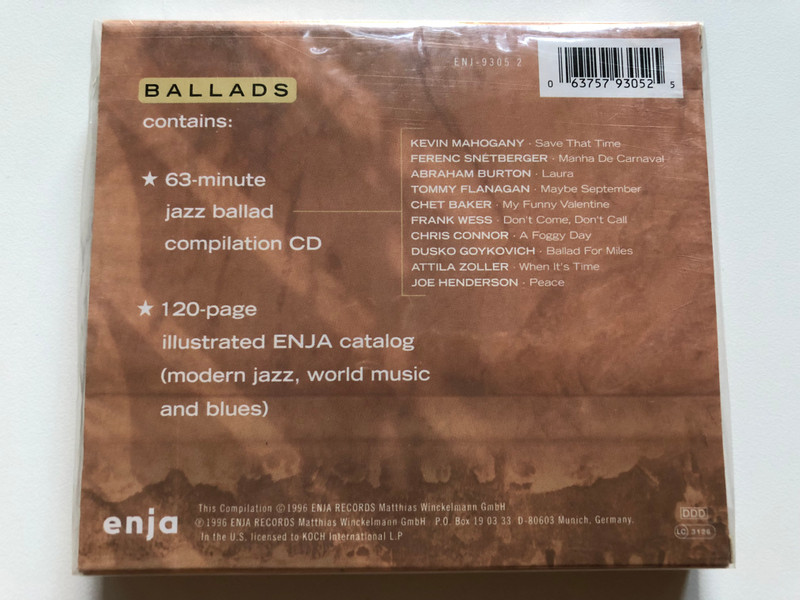 ENJ-9305 2
0 63757 93052 5
BALLADS
contains:
★ 63-minute
jazz ballad
compilation CD
KEVIN MAHOGANY · Save That Time
FERENC SNÉTBERGER · Manha De Carnaval
ABRAHAM BURTON · Laura
TOMMY FLANAGAN · Maybe September
CHET BAKER · My Funny Valentine
FRANK WESS · Don't Come, Don't Call
CHRIS CONNOR · A Foggy Day
DUSKO GOYKOVICH · Ballad For Miles
ATTILA ZOLLER · When It's Time
JOE HENDERSON · Peace
★ 120-page
illustrated ENJA catalog
(modern jazz, world music
and blues)
enja
This Compilation ©1996 ENJA RECORDS Matthias Winckelmann GmbH
℗1996 ENJA RECORDS Matthias Winckelmann GmbH P.O. Box 19 03 33 D-80603 Munich, Germany.
In the U.S. licensed to KOCH International L.P
DDD
LC 3126